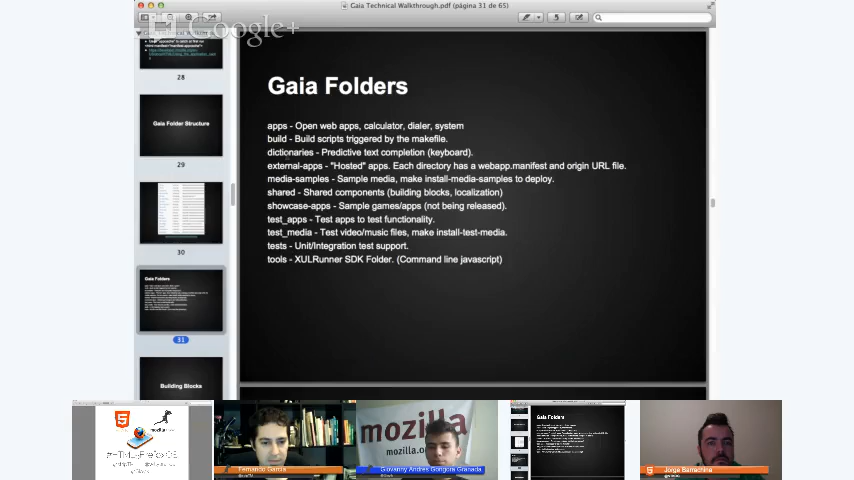 Gaia Technical Walkthrough.pdf (página 31 de 65)
Google+
28
Gaia Folder Structure
29
30
Gaia Folders
31
Building Blocks
Gaia Folders
apps - Open web apps, calculator, dialer, system
build - Build scripts triggered by the makefile.
dictionaries - Predictive text completion (keyboard).
external-apps - "Hosted" apps. Each directory has a webapp.manifest and origin URL file.
media-samples - Sample media, make install-media-samples to deploy.
shared - Shared components (building blocks, localization)
showcase-apps - Sample games/apps (not being released).
test_apps - Test apps to test functionality.
test_media - Test video/music files, make install-test-media.
tests - Unit/Integration test support.
tools - XULRunner SDK Folder. (Command line javascript)
HTML
5
mozilla
#HTML5FirefoxOS
Fernando García
mozilla
Giovanny Andres Gongora Granada
Gaia Folders
Jorge Barrachina